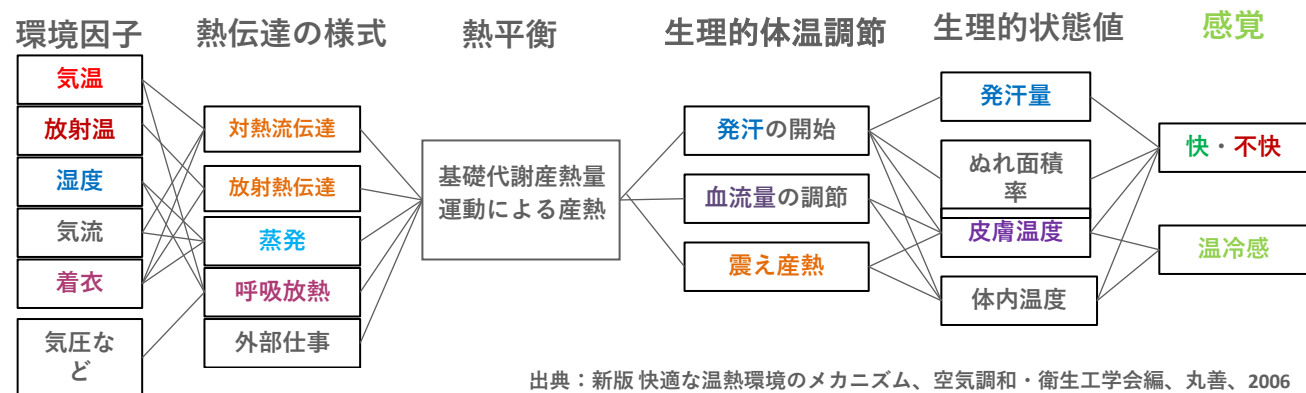 環境因子
熱伝達の様式
熱平衡
生理的体温調節
生理的状態値
感覚
気温
放射温
湿度
気流
着衣
気圧な
ど
対熱流伝達
放射熱伝達
蒸発
呼吸放熱
外部仕事
基礎代謝産熱量
運動による産熱
発汗の開始
血流量の調節
震え産熱
発汗量
ぬれ面積
率
皮膚温度
体内温度
快・不快
温冷感
出典：新版 快適な温熱環境のメカニズム、空気調和・衛生工学会編、丸善、2006